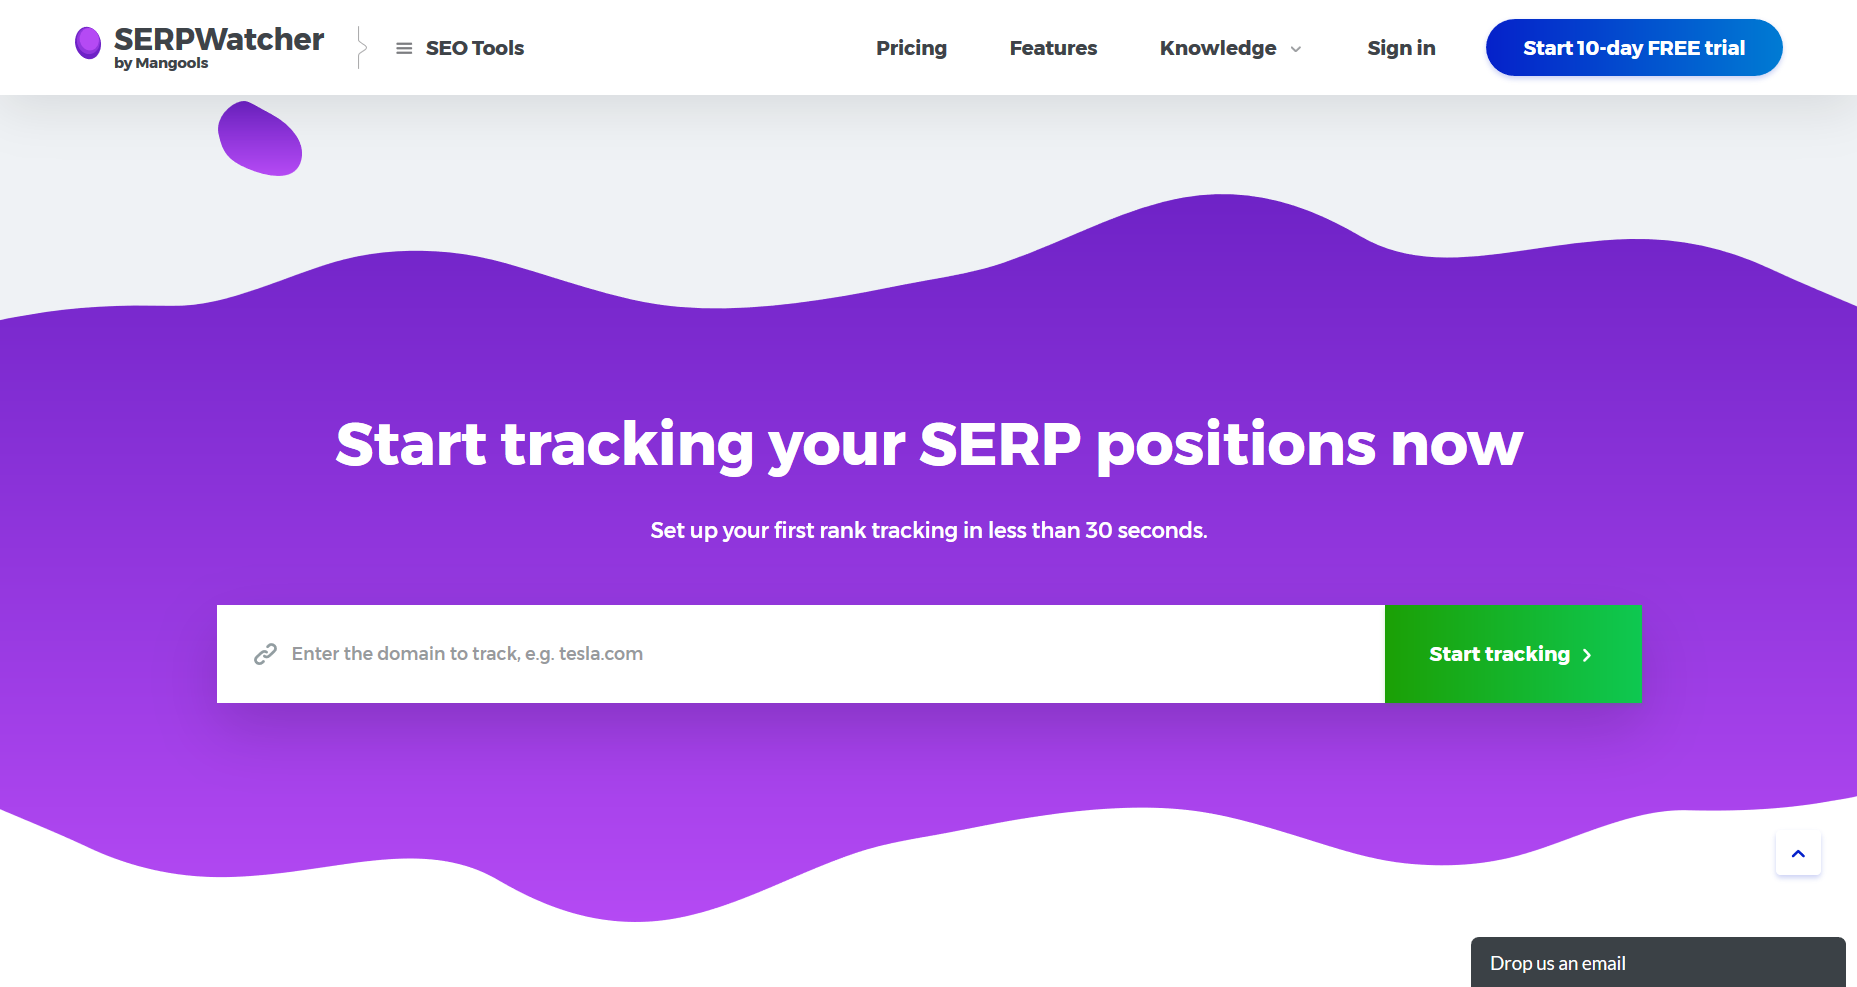 SERPWatcher
by Mangools
SEO Tools
Pricing
Features
Knowledge
Sign in
Start 10-day FREE trial
Start tracking your SERP positions now
Set up your first rank tracking in less than 30 seconds.
Enter the domain to track, e.g. tesla.com
Start tracking
Drop us an email